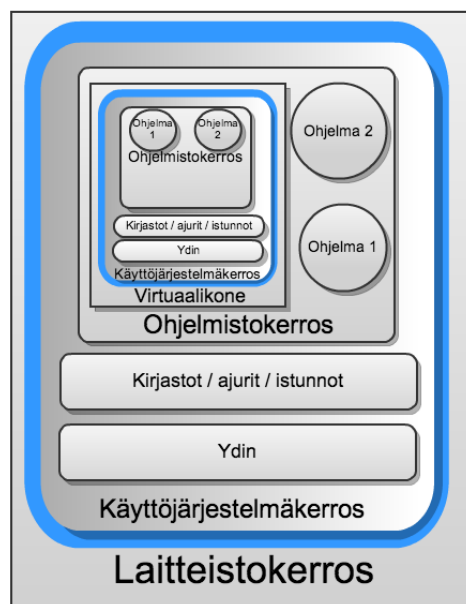 Ohjelma
1
Ohjelma
2
Ohjelmistokerros
Kirjastot / ajurit / istunnot
Ydin
Käyttöjärjestelmäkerros
Virtuaalikone
Ohjelma 2
Ohjelma 1
Ohjelmistokerros
Kirjastot / ajurit / istunnot
Ydin
Käyttöjärjestelmäkerros
Laitteistokerros